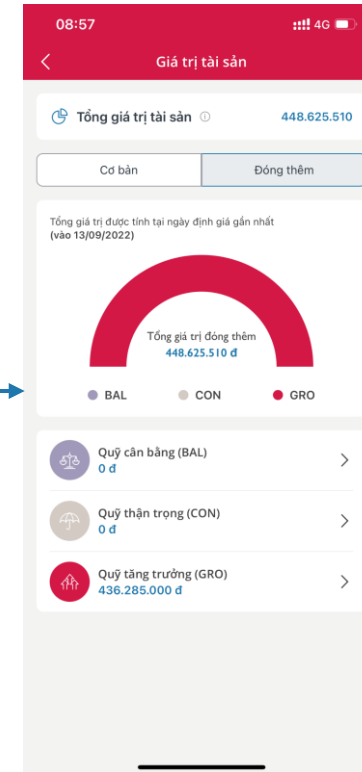 08:57
4G
Giá trị tài sản
Tổng giá trị tài sản
448.625.510
Cơ bản
Đóng thêm
Tổng giá trị được tính tại ngày định giá gần nhất
(vào 13/09/2022)
Tổng giá trị đóng thêm
448.625.510 đ
BAL
CON
GRO
Quỹ cân bằng (BAL)
0 đ
Quỹ thận trọng (CON)
0 đ
Quỹ tăng trưởng (GRO)
436.285.000 đ